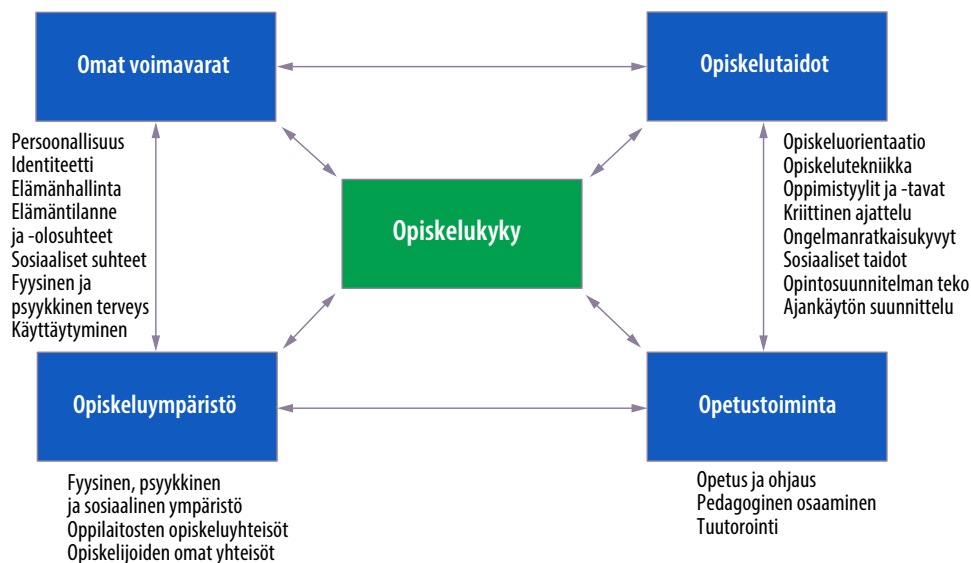 Omat voimavarat
Opiskelutaidot
Persoonallisuus
Identiteetti
Elämänhallinta
Elämäntilanne
ja -olosuhteet
Sosiaaliset suhteet
Fyysinen ja
psyykkinen terveys
Käyttäytyminen
Opiskelukyky
Opiskeluorientaatio
Opiskelutekniikka
Oppimistyylit ja -tavat
Kriittinen ajattelu
Ongelmanratkaisukyvyt
Sosiaaliset taidot
Opintosuunnitelman teko
Ajankäytön suunnittelu
Opiskeluympäristö
Opetustoiminta
Fyysinen, psyykkinen
ja sosiaalinen ympäristö
Oppilaitosten opiskeluyhteisöt
Opiskelijoiden omat yhteisöt
Opetus ja ohjaus
Pedagoginen osaaminen
Tuutorointi